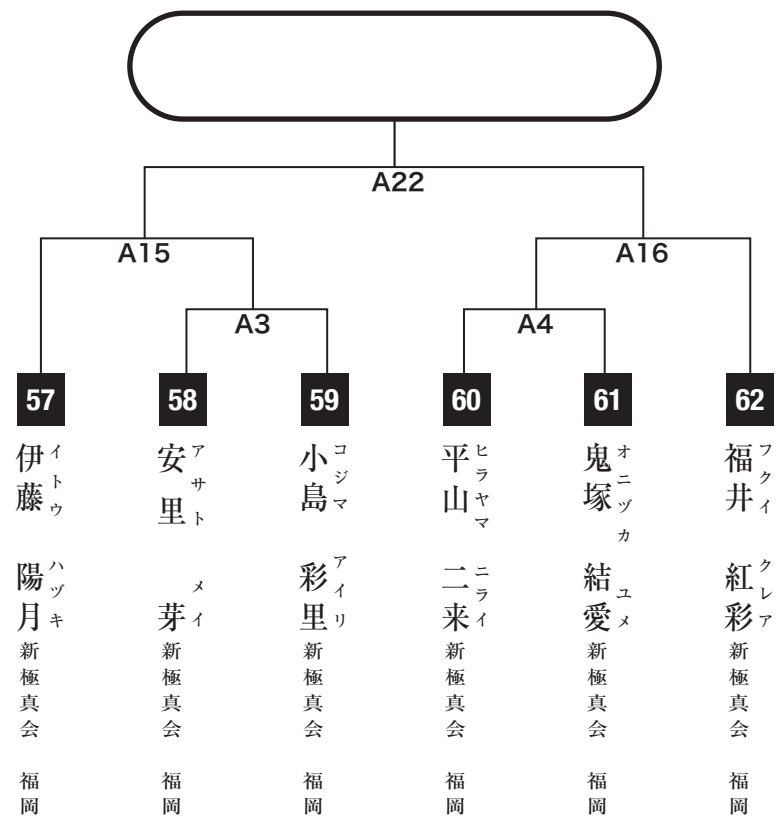 A22
A15
A16
A3
A4
57
伊藤 陽月
イトウ ハヅキ
新極真会 福岡
58
安里 芽
アサト メイ
新極真会 福岡
59
小島 彩里
コジマ アイリ
新極真会 福岡
60
平山 二来
ヒラヤマ ニライ
新極真会 福岡
61
鬼塚 結愛
オニヅカ ユメ
新極真会 福岡
62
福井 紅彩
フクイ クレア
新極真会 福岡